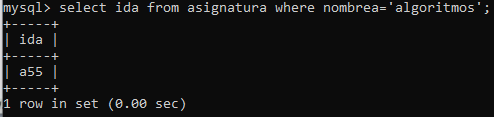 mysql> select ida from asignatura where nombrea='algoritmos';
+-----+
| ida |
+-----+
| a55 |
+-----+
1 row in set (0.00 sec)